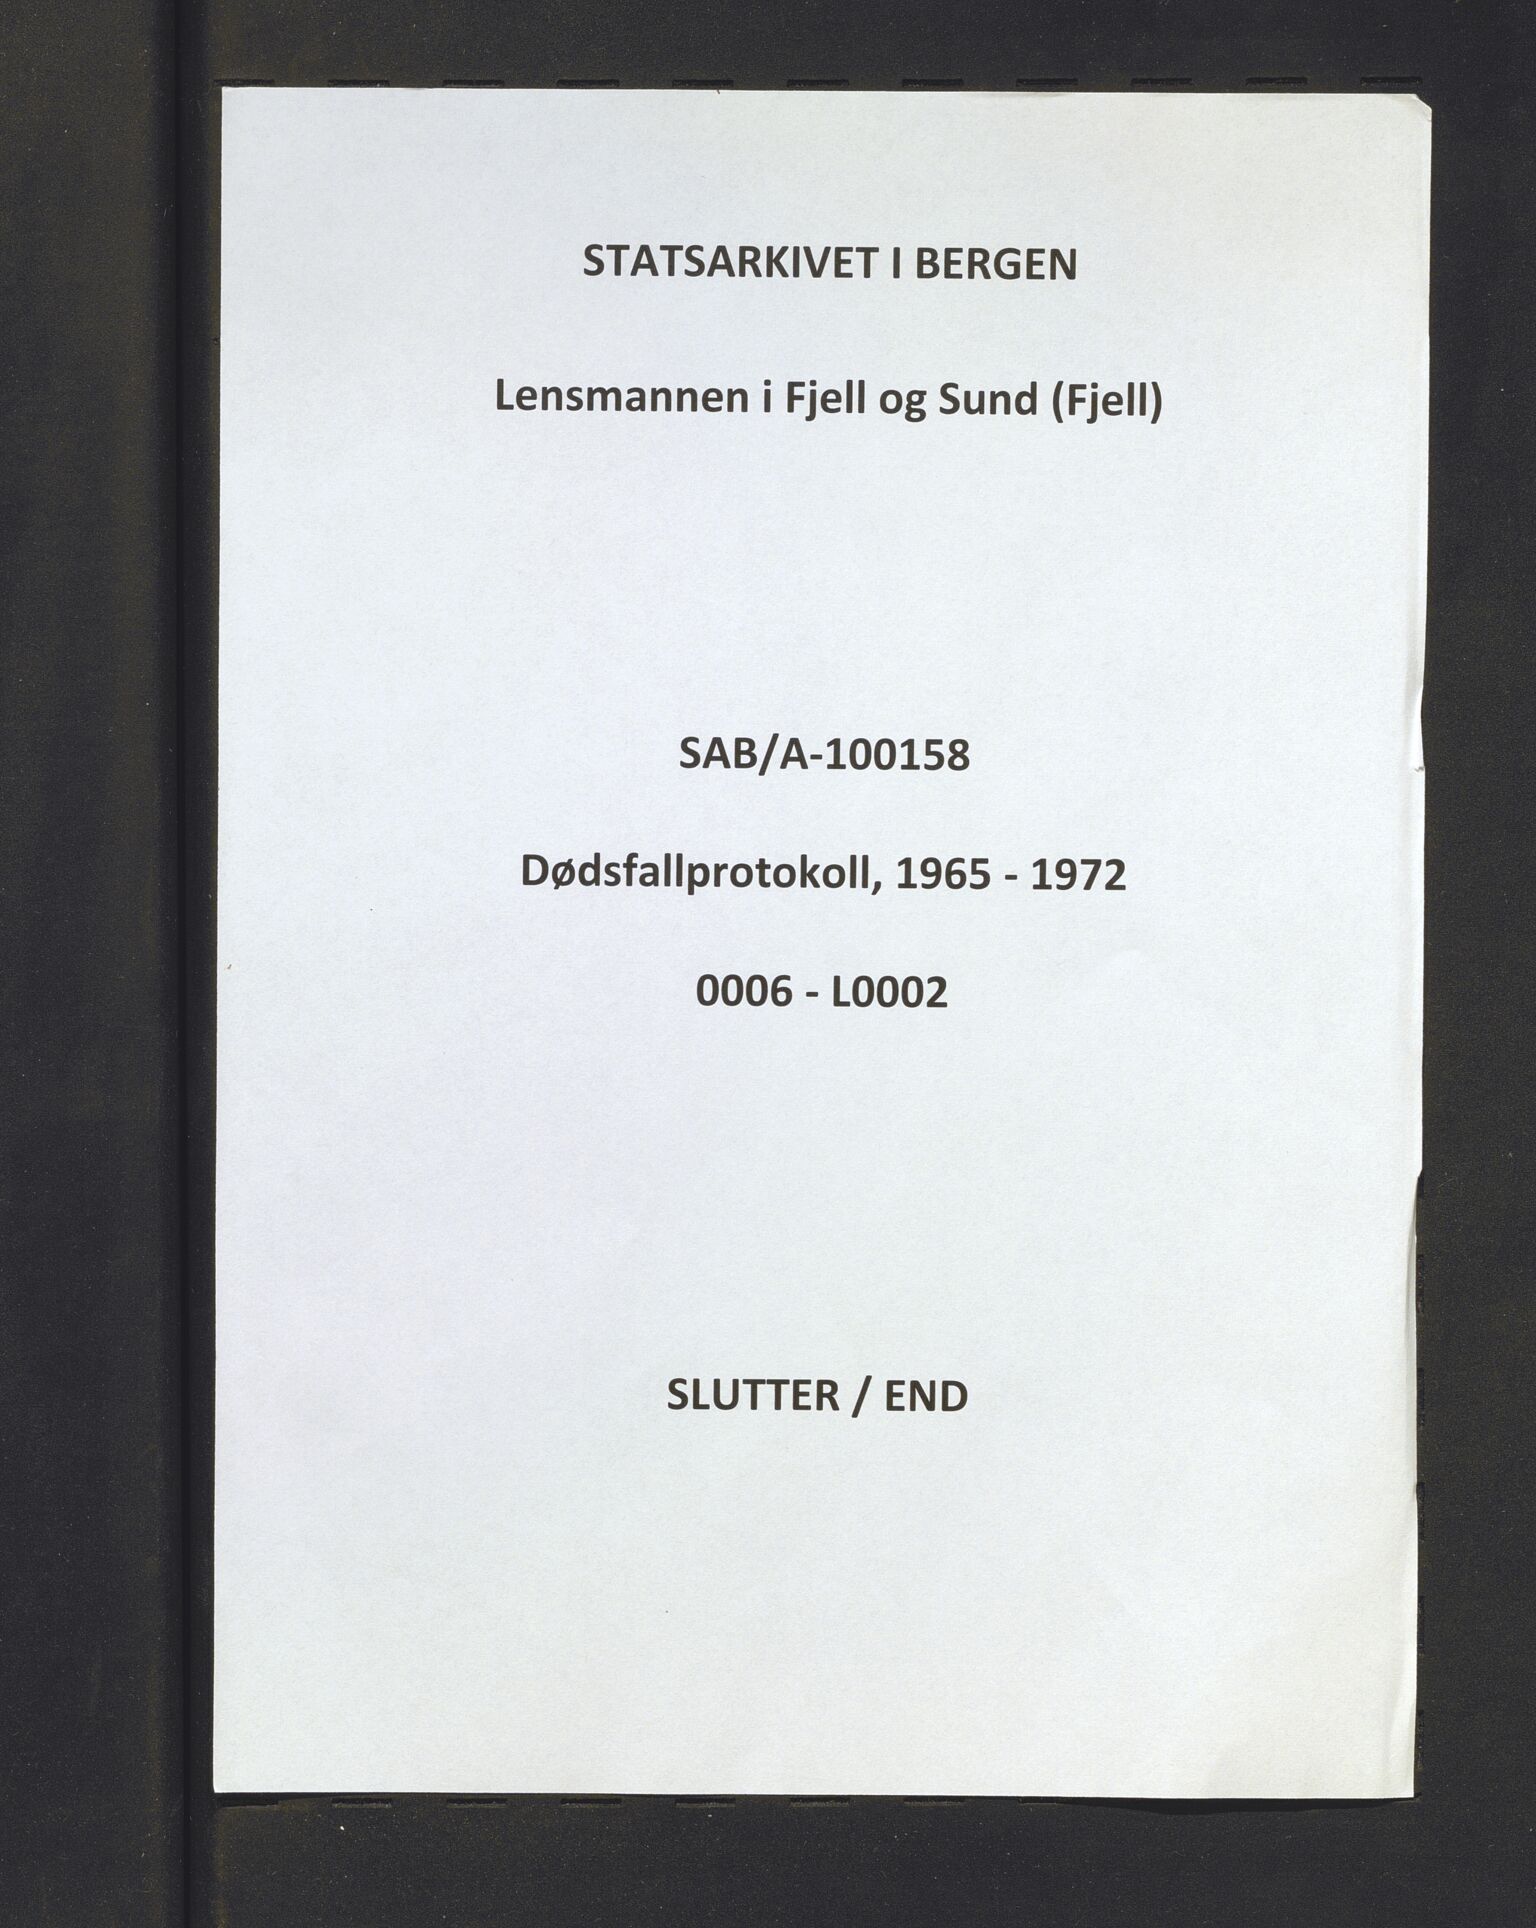 STATSARKIVET I BERGEN
Lensmannen i Fjell og Sund (Fjell)
SAB/A-100158
Dødsfallprotokoll, 1965 - 1972
0006 - L0002
SLUTTER / END